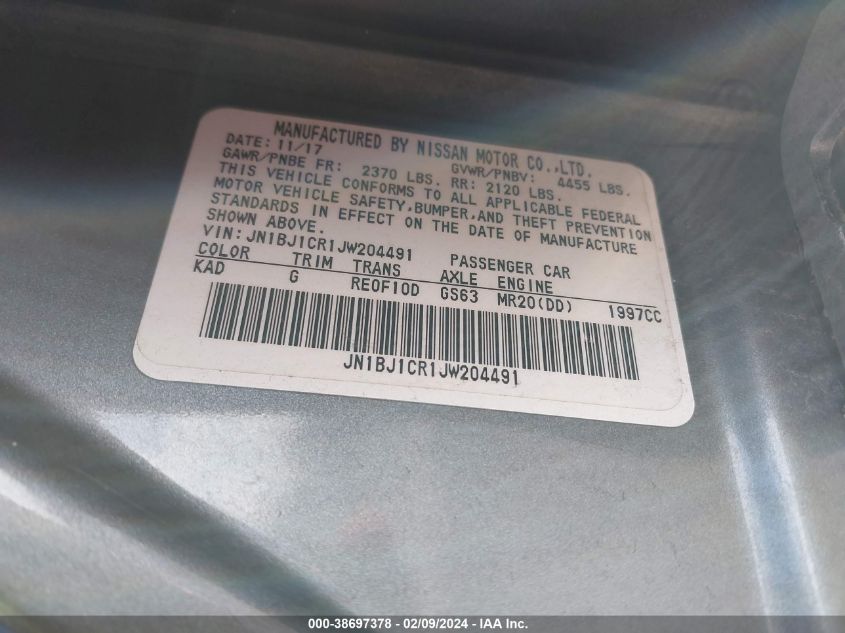 MANUFACTURED BY NISSAN MOTOR CO.,LTD.
DATE: 11/17 GVWR/PNBV: 4455 LBS.
GAWR/PNBE FR: 2370 LBS. RR: 2120 LBS.
THIS VEHICLE CONFORMS TO ALL APPLICABLE FEDERAL
MOTOR VEHICLE SAFETY,BUMPER,AND THEFT PREVENTION
STANDARDS IN EFFECT ON THE DATE OF MANUFACTURE
SHOWN ABOVE.
VIN:JN1BJ1CR1JW204491 PASSENGER CAR
COLOR TRIM TRANS AXLE ENGINE
KAD G RE0F10D GS63 MR20(DD) 1997CC
JN1BJ1CR1JW204491
000-38697378 - 02/09/2024 - IAA Inc.